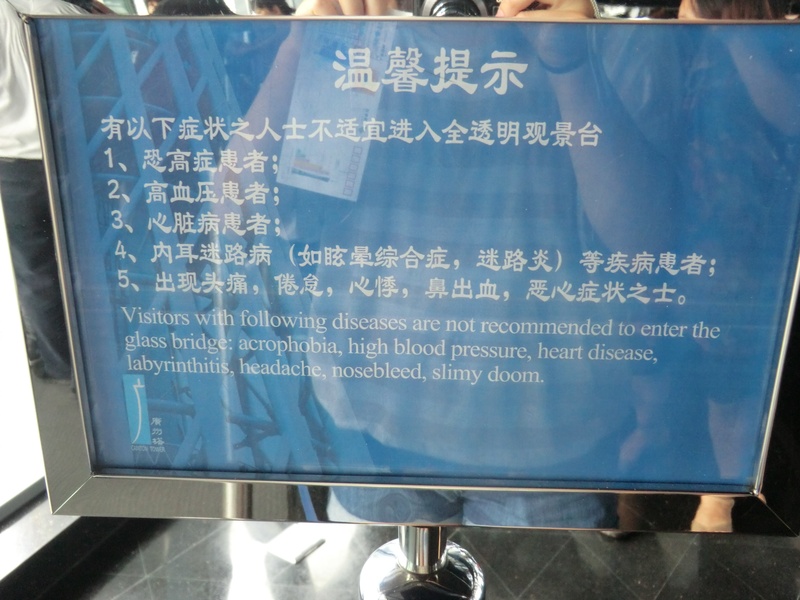 温馨提示
有以下症状之人士不适宜进入全透明观景台
1、恐高症患者；
2、高血压患者；
3、心脏病患者；
4、内耳迷路病（如眩晕综合症，迷路炎）等疾病患者；
5、出现头痛，倦怠，心悸，鼻出血，恶心症状之士。
Visitors with following diseases are not recommended to enter the
glass bridge: acrophobia, high blood pressure, heart disease,
labyrinthitis, headache, nosebleed, slimy doom.
廣州塔
CANTON TOWER